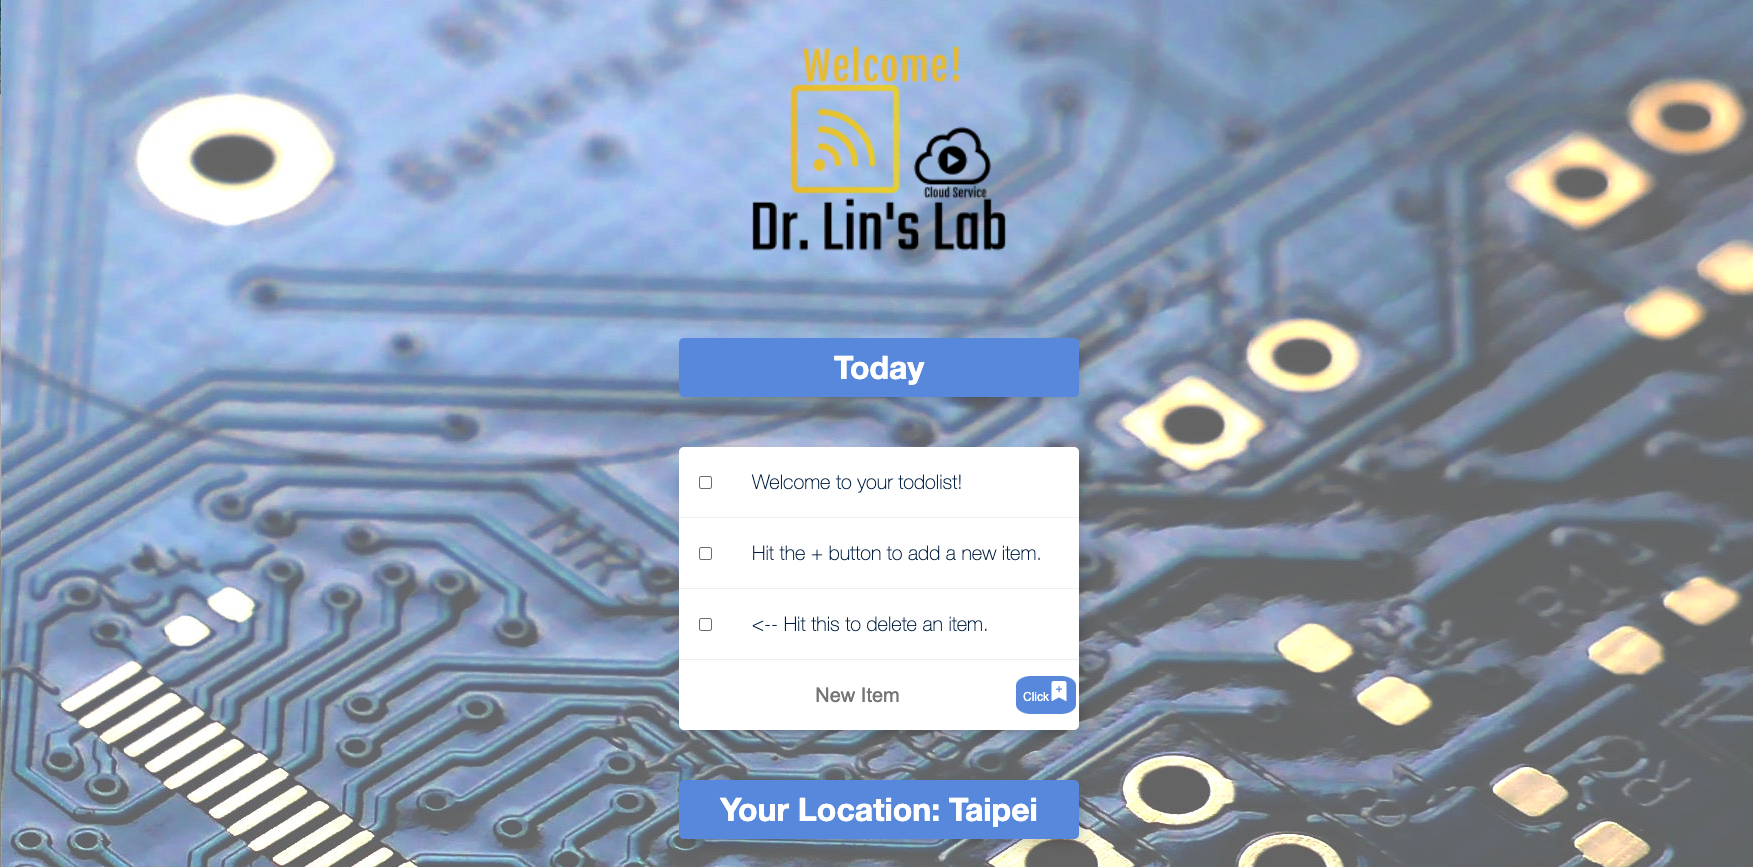 Welcome!
Cloud Service
Dr. Lin's Lab
Today
Welcome to your todolist!
Hit the + button to add a new item.
<-- Hit this to delete an item.
New Item
Click
Your Location: Taipei